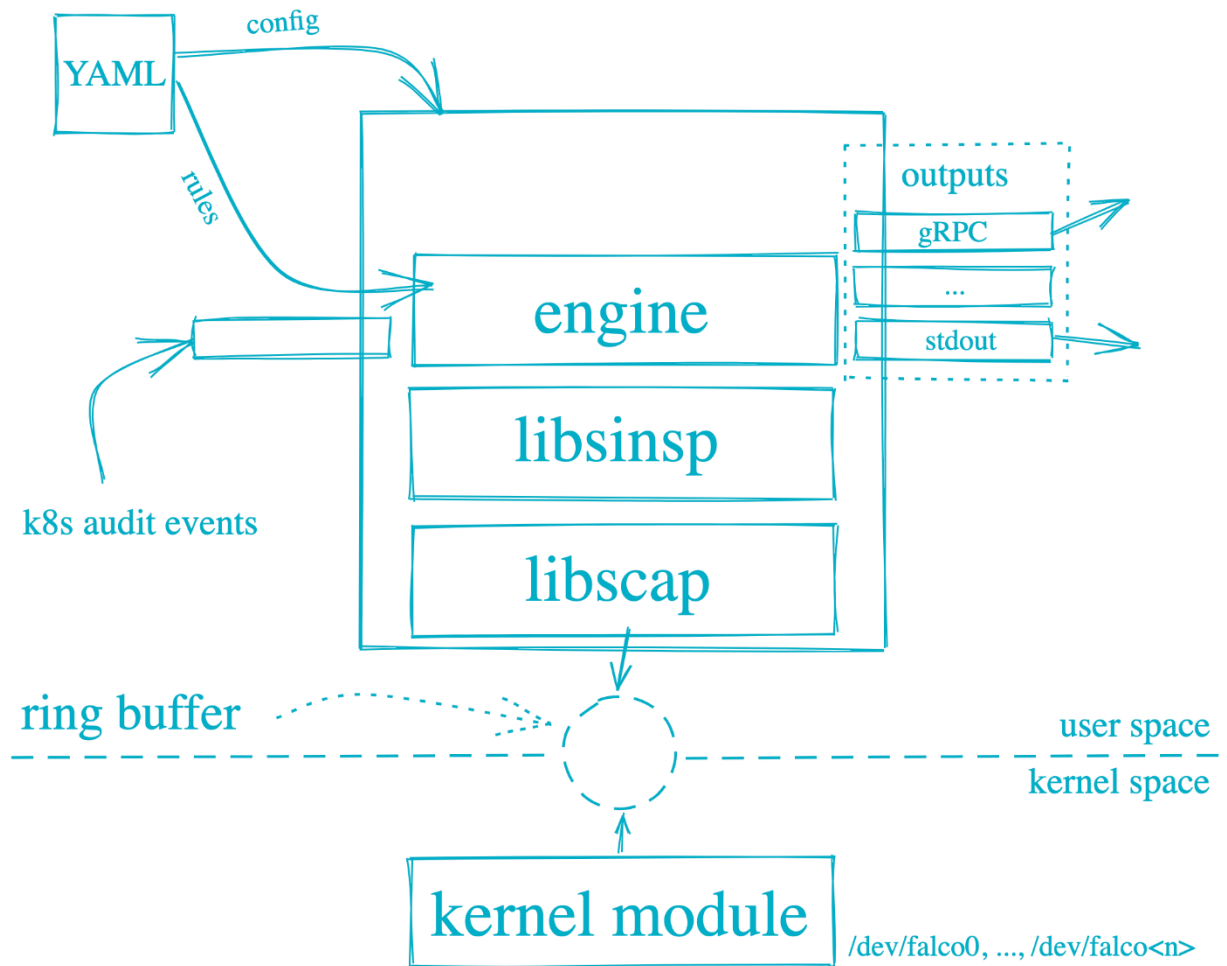 config
YAML
rules
outputs
gRPC
...
stdout
engine
libsinsp
k8s audit events
libscap
ring buffer
user space
kernel space
kernel module
/dev/falco0, ..., /dev/falco<n>